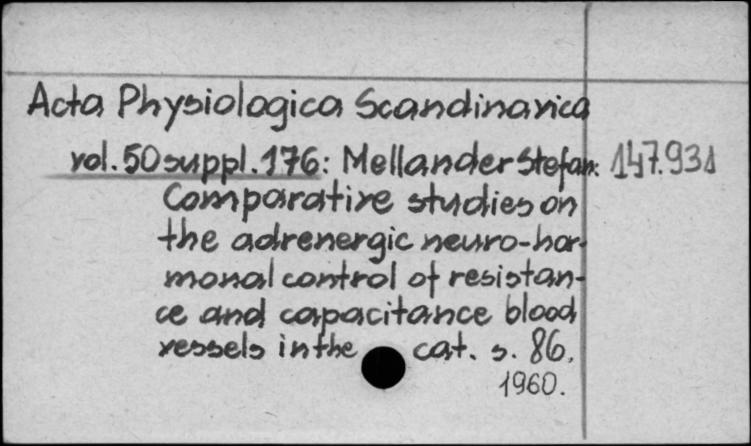 Acta Physiologica Scandinavica
vol. 50 suppl. 176: Mellander Stefan: 147.931
Comparative studies on
the adrenergic neuro-hor-
monal control of resistan-
ce and capacitance blood
vessels in the cat. s. 86.
1960.